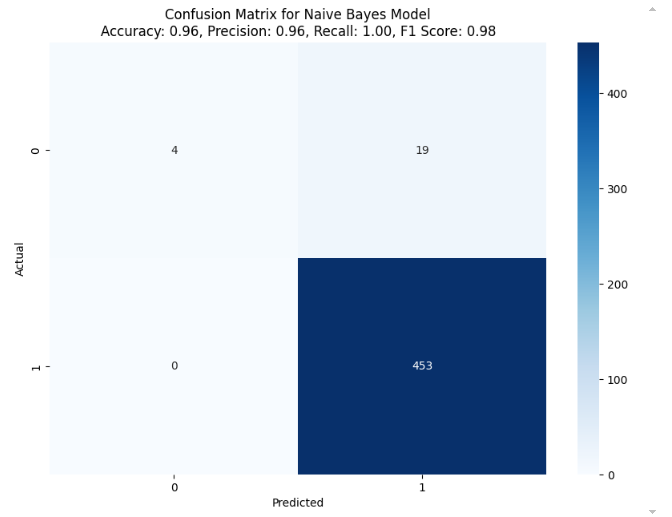 Confusion Matrix for Naive Bayes Model
Accuracy: 0.96, Precision: 0.96, Recall: 1.00, F1 Score: 0.98
400
4 19
0
300
Actual
200
0 453
1
100
0
0 1
Predicted